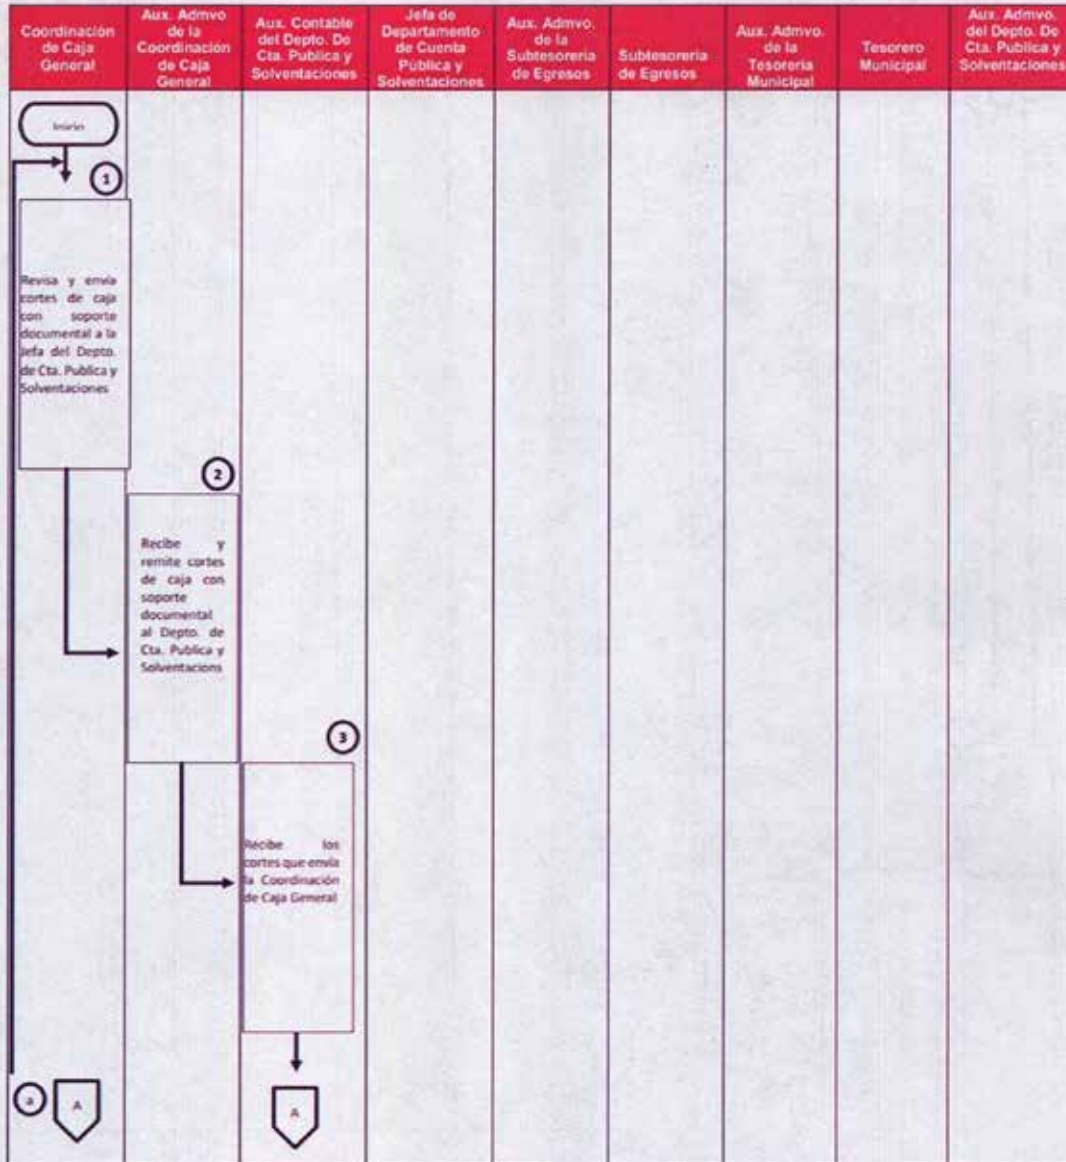 Coordinación
de Caja
General
Aux. Admvo
de la
Coordinación
de Caja
General
Aux. Contable
del Depto. De
Cta. Publica y
Solventaciones
Jefa de
Departamento
de Cuenta
Pública y
Solventaciones
Aux. Admvo.
de la
Subtesoreria
de Egresos
Subtesoreria
de Egresos
Aux. Admvo.
de la
Tesoreria
Municipal
Tesorero
Municipal
Aux. Admvo.
del Depto. De
Cta. Publica y
Solventaciones
1
Revisa y envía
cortes de caja
con soporte
documental a la
Jefa del Depto.
de Cta. Publica y
Solventaciones
2
Recibe y
remite cortes
de caja con
soporte
documental
al Depto. de
Cta. Publica y
Solventacions
3
Recibe los
cortes que envía
la Coordinación
de Caja General
a
A
A